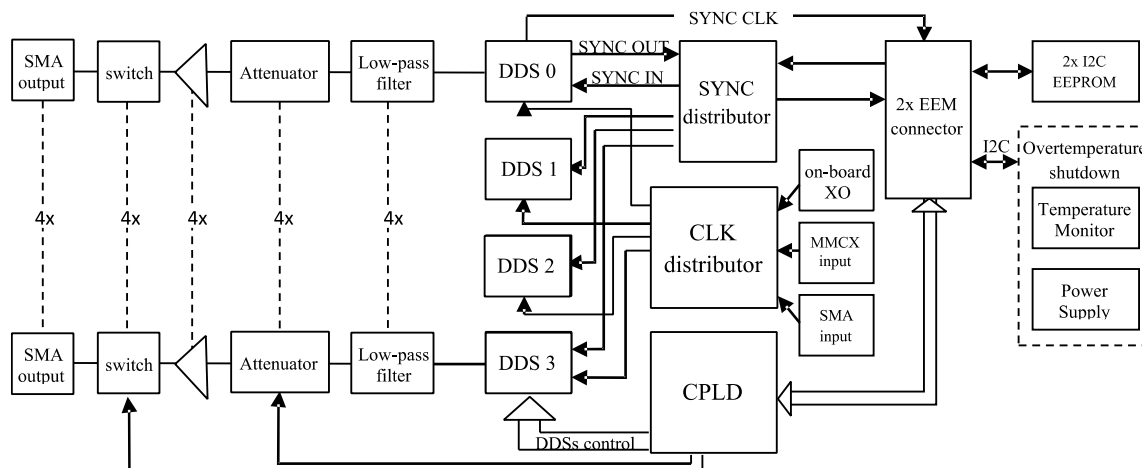 SYNC CLK
SMA
output
switch
Attenuator
Low-pass
filter
DDS 0
SYNC OUT
SYNC IN
SYNC
distributor
2x EEM
connector
2x I2C
EEPROM
I2C
Overtemperature
shutdown
Temperature
Monitor
Power
Supply
DDS 1
on-board
XO
4x
4x
4x
4x
CLK
distributor
MMCX
input
DDS 2
SMA
input
SMA
output
switch
Attenuator
Low-pass
filter
DDS 3
CPLD
DDSs control